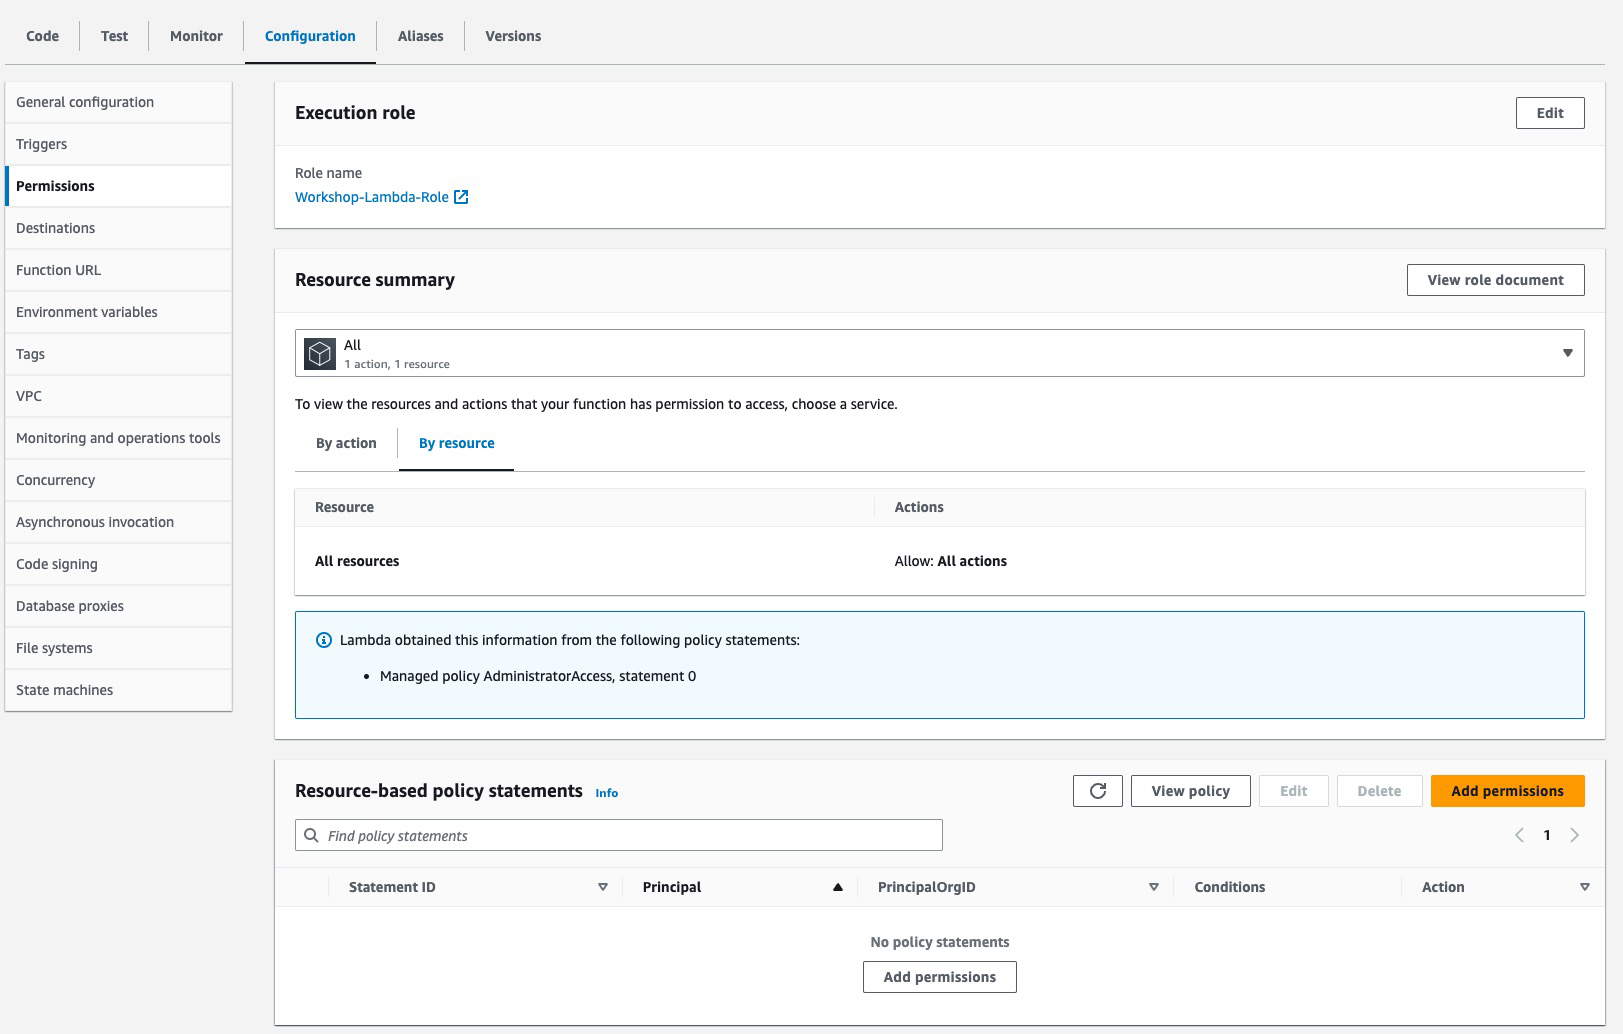 Code Test Monitor Configuration Aliases Versions
General configuration
Triggers
Permissions
Destinations
Function URL
Environment variables
Tags
VPC
Monitoring and operations tools
Concurrency
Asynchronous invocation
Code signing
Database proxies
File systems
State machines
Execution role Edit
Role name
Workshop-Lambda-Role
Resource summary View role document
All
1 action, 1 resource
To view the resources and actions that your function has permission to access, choose a service.
By action By resource
Resource Actions
All resources Allow: All actions
Lambda obtained this information from the following policy statements:
• Managed policy AdministratorAccess, statement 0
Resource-based policy statements Info View policy Edit Delete Add permissions
Find policy statements 1
Statement ID Principal PrincipalOrgID Conditions Action
No policy statements
Add permissions